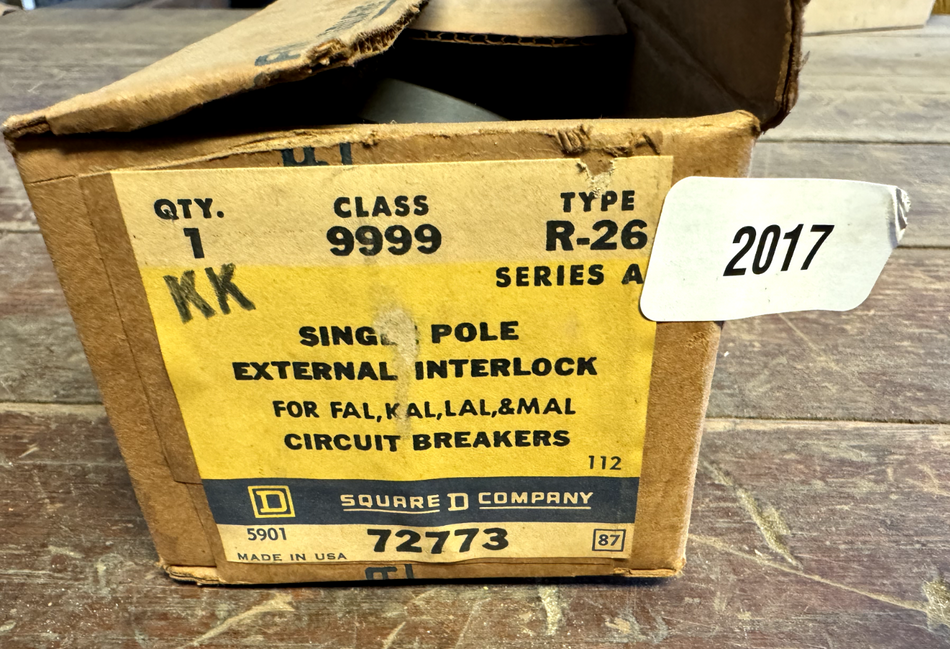 QTY. CLASS TYPE
1 9999 R-26
KK SERIES A
2017
POLE
EXTERNAL INTERLOCK
FOR FAL,KAL,LAL,&MAL
CIRCUIT BREAKERS
112
D SQUARE D COMPANY
5901 72773 87
MADE IN USA